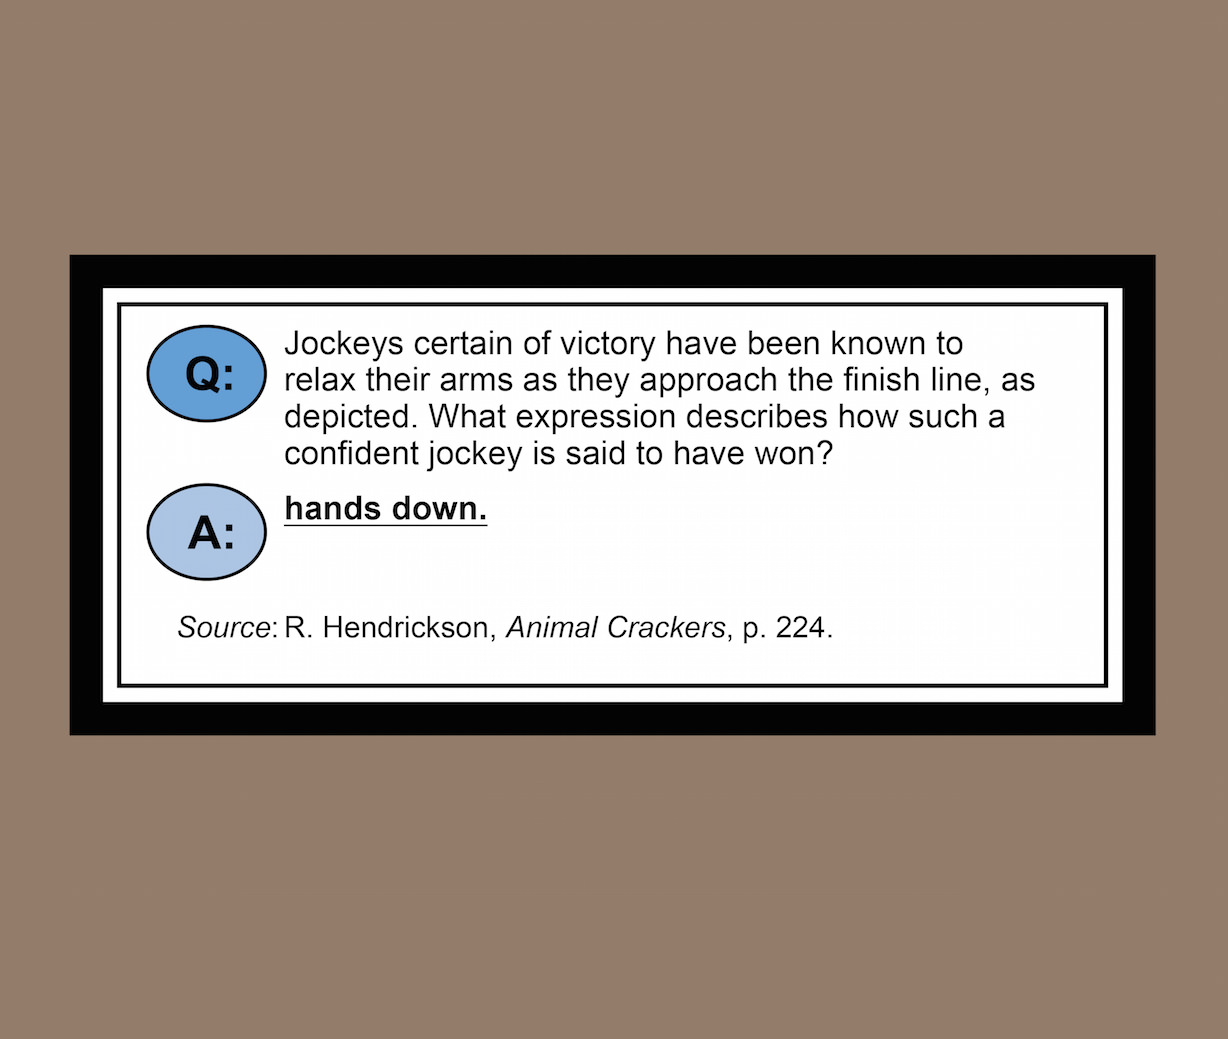 Q: Jockeys certain of victory have been known to
relax their arms as they approach the finish line, as
depicted. What expression describes how such a
confident jockey is said to have won?
A: hands down.
Source: R. Hendrickson, Animal Crackers, p. 224.